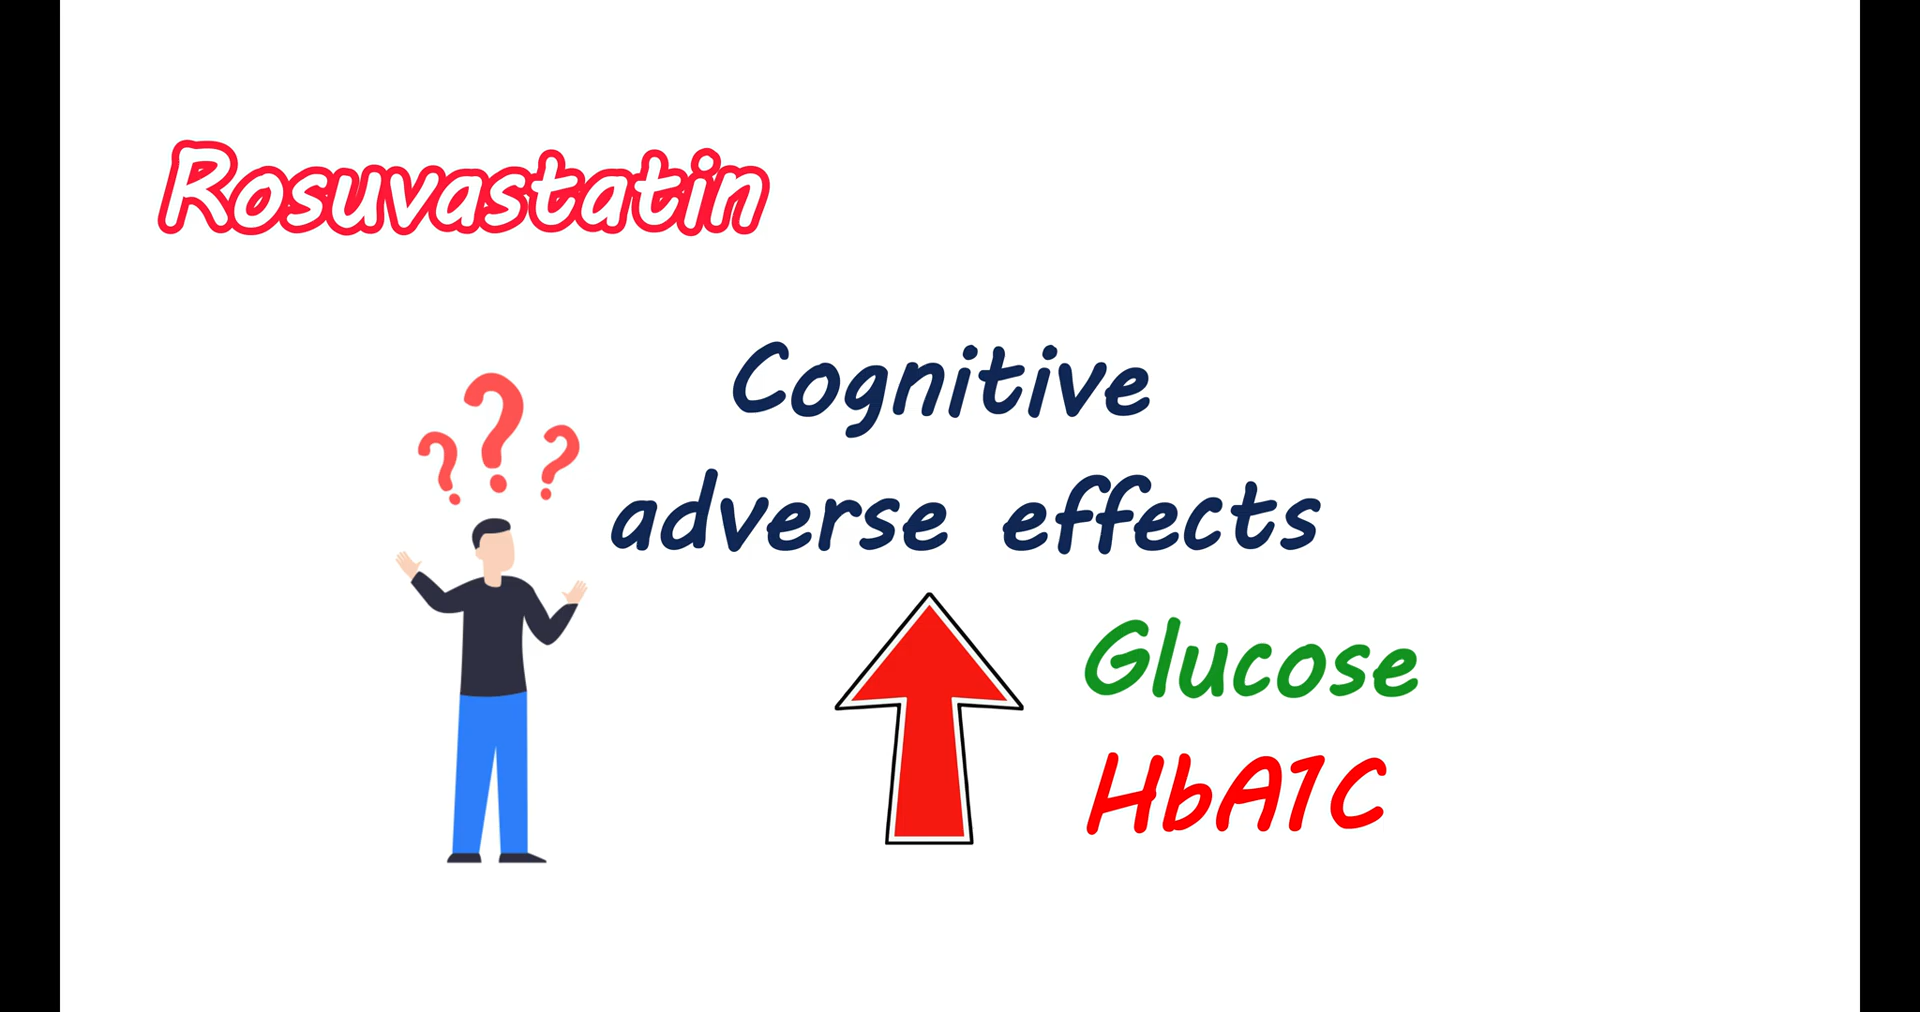 Rosuvastatin
???
Cognitive
adverse effects
Glucose
HbA1C